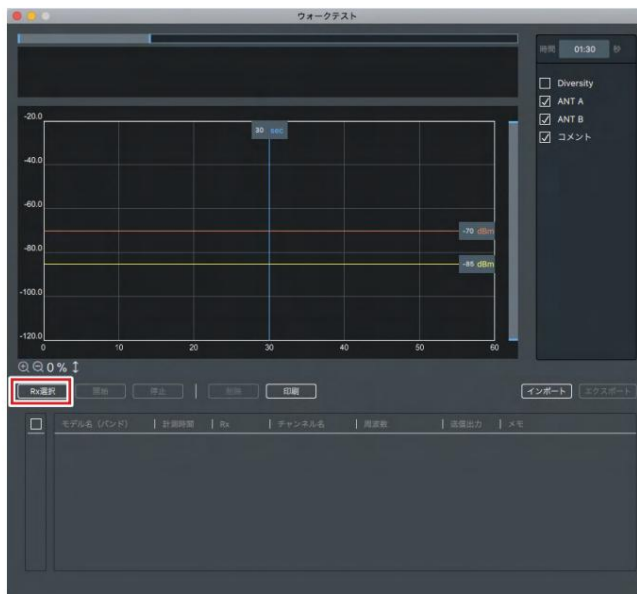 ウォークテスト
時間 01:30 秒
Diversity
ANT A
ANT B
コメント
-20.0
30 sec
-40.0
-60.0
-70 dBm
-80.0
-85 dBm
-100.0
-120.0
0 10 20 30 40 50 60
0 %
Rx選択 開始 停止 削除 印刷 インポート エクスポート
モデル名（バンド） 計測時間 Rx チャンネル名 周波数 送信出力 メモ